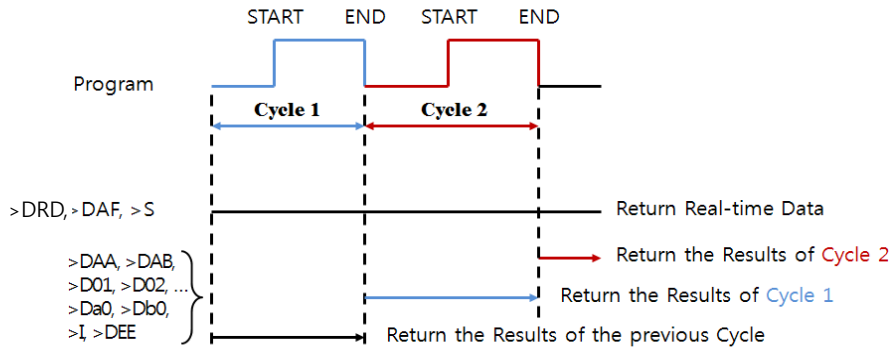 START END START END
Program
Cycle 1 Cycle 2
>DRD, >DAF, >S Return Real-time Data
>DAA, >DAB, Return the Results of Cycle 2
>D01, >D02, ... Return the Results of Cycle 1
>Da0, >Db0,
>I, >DEE Return the Results of the previous Cycle